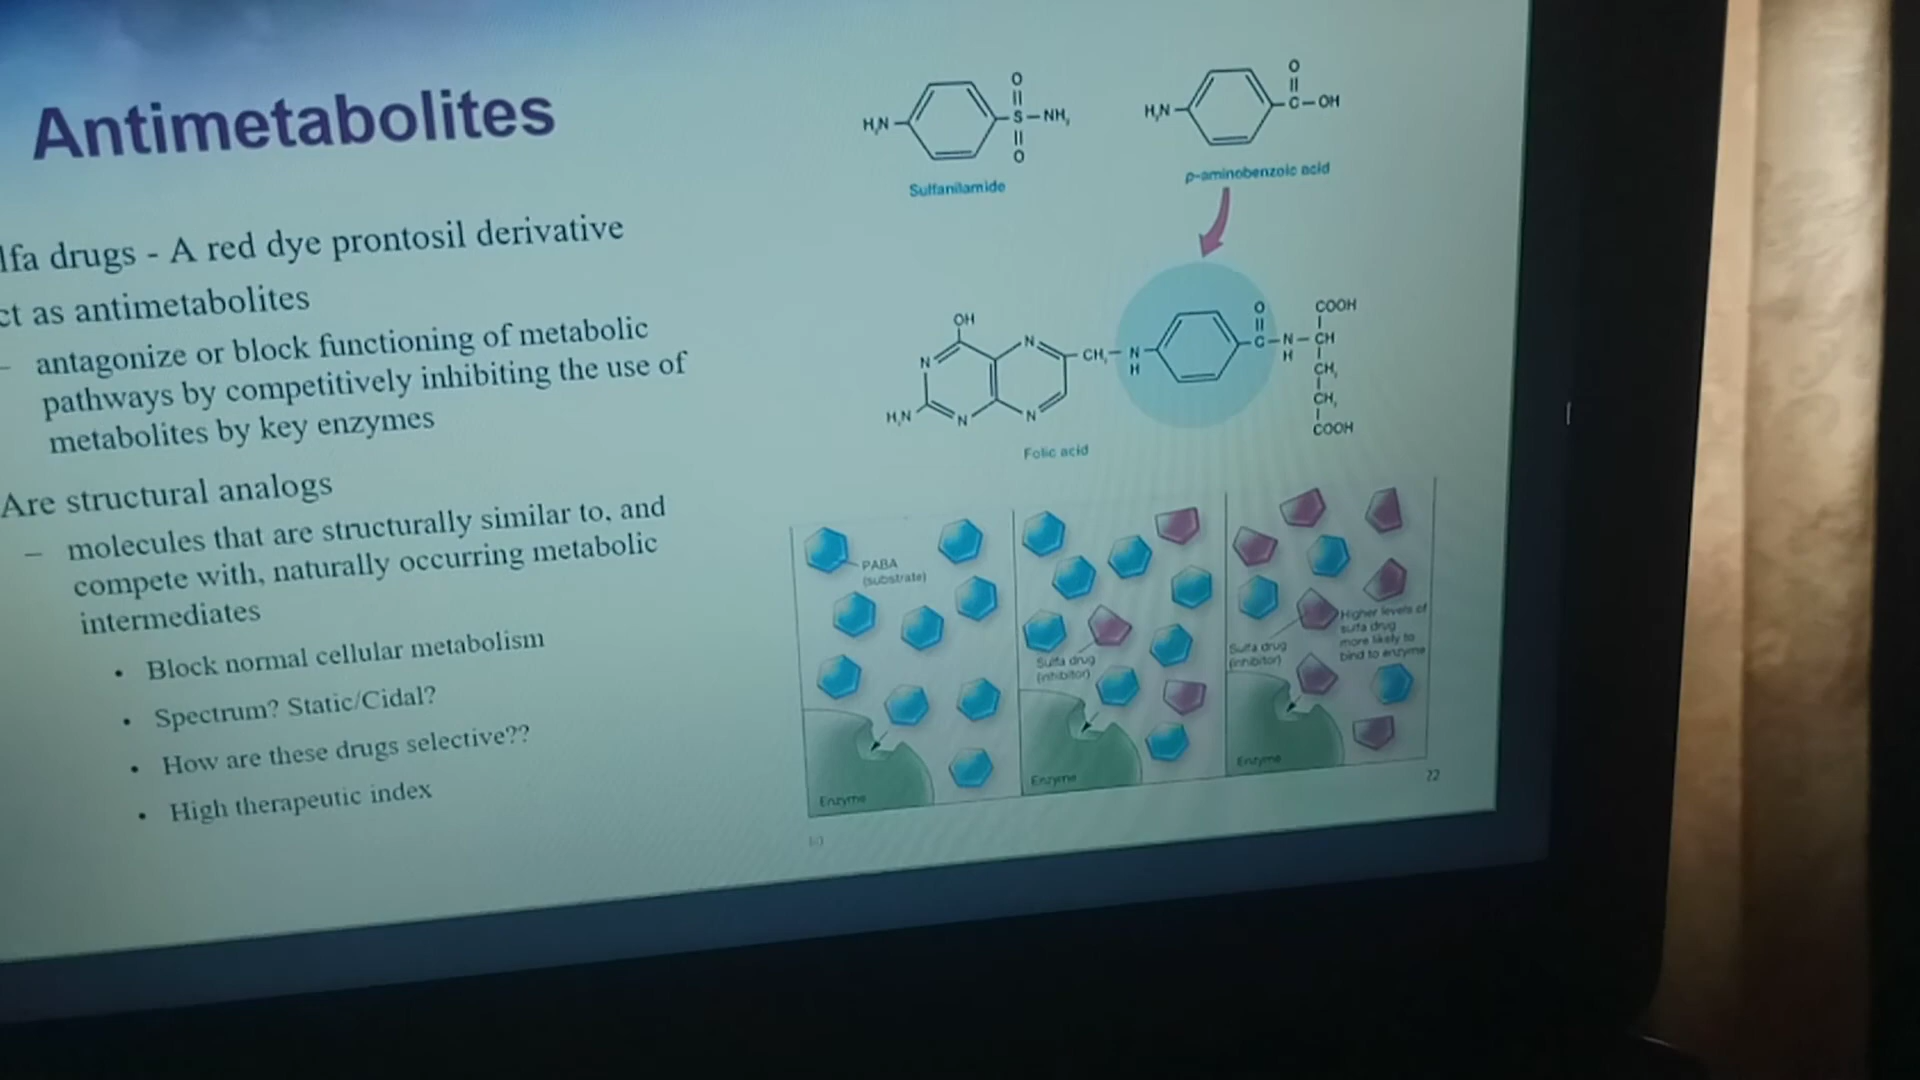 Antimetabolites
lfa drugs - A red dye prontosil derivative
ct as antimetabolites
– antagonize or block functioning of metabolic
pathways by competitively inhibiting the use of
metabolites by key enzymes
Are structural analogs
– molecules that are structurally similar to, and
compete with, naturally occurring metabolic
intermediates
• Block normal cellular metabolism
• Spectrum? Static/Cidal?
• How are these drugs selective??
• High therapeutic index
O
H₂N S NH₂
O
Sulfanilamide
O
H₂N C OH
p-aminobenzoic acid
OH
N N
H₂N N N
CH₂ N
H
O
C N CH
H
COOH
CH₂
CH₂
COOH
Folic acid
PABA
(substrate)
Enzyme
Sulfa drug
(inhibitor)
Enzyme
Sulfa drug
(inhibitor)
Higher levels of
sulfa drug
more likely to
bind to enzyme
Enzyme
22